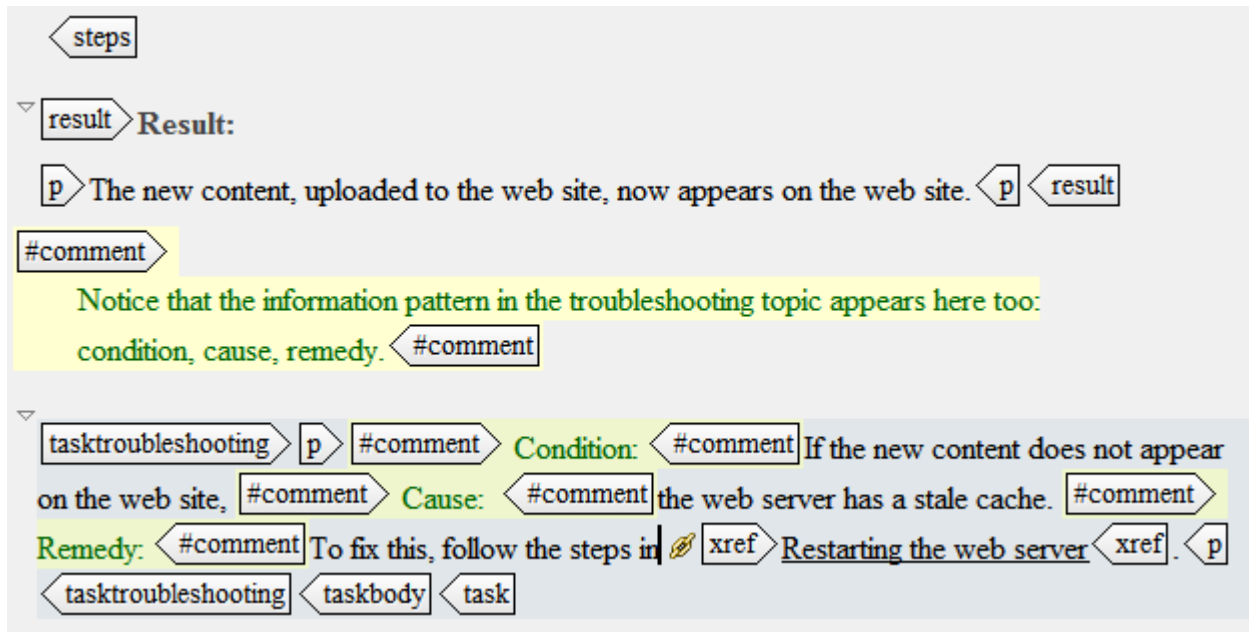 steps
result Result:
p The new content, uploaded to the web site, now appears on the web site. p result
#comment
Notice that the information pattern in the troubleshooting topic appears here too:
condition, cause, remedy. #comment
tasktroubleshooting p #comment Condition: #comment If the new content does not appear
on the web site, #comment Cause: #comment the web server has a stale cache. #comment
Remedy: #comment To fix this, follow the steps in xref Restarting the web server xref . p
tasktroubleshooting taskbody task